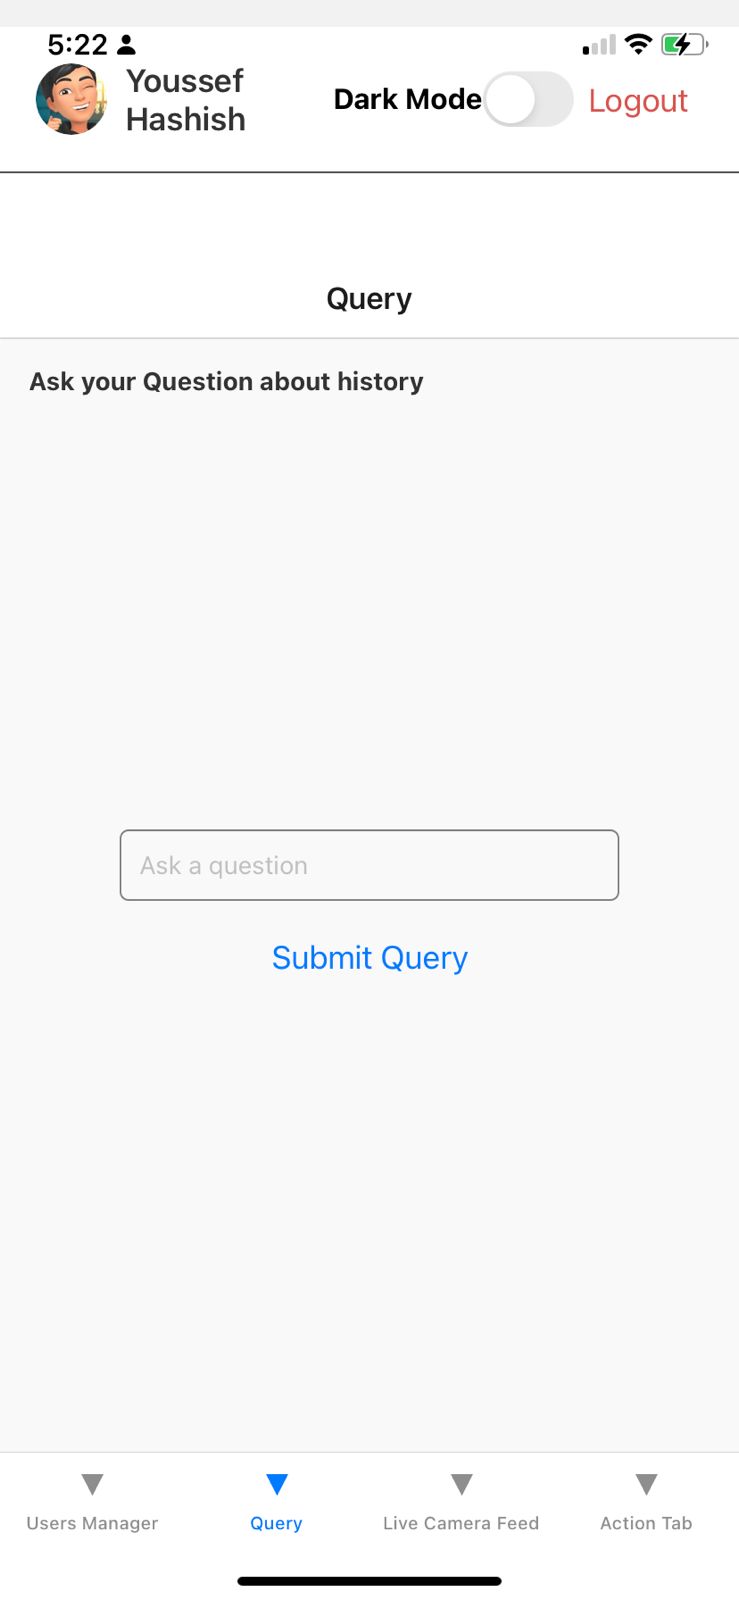 5:22
Youssef
Hashish
Dark Mode
Logout
Query
Ask your Question about history
Ask a question
Submit Query
Users Manager
Query
Live Camera Feed
Action Tab